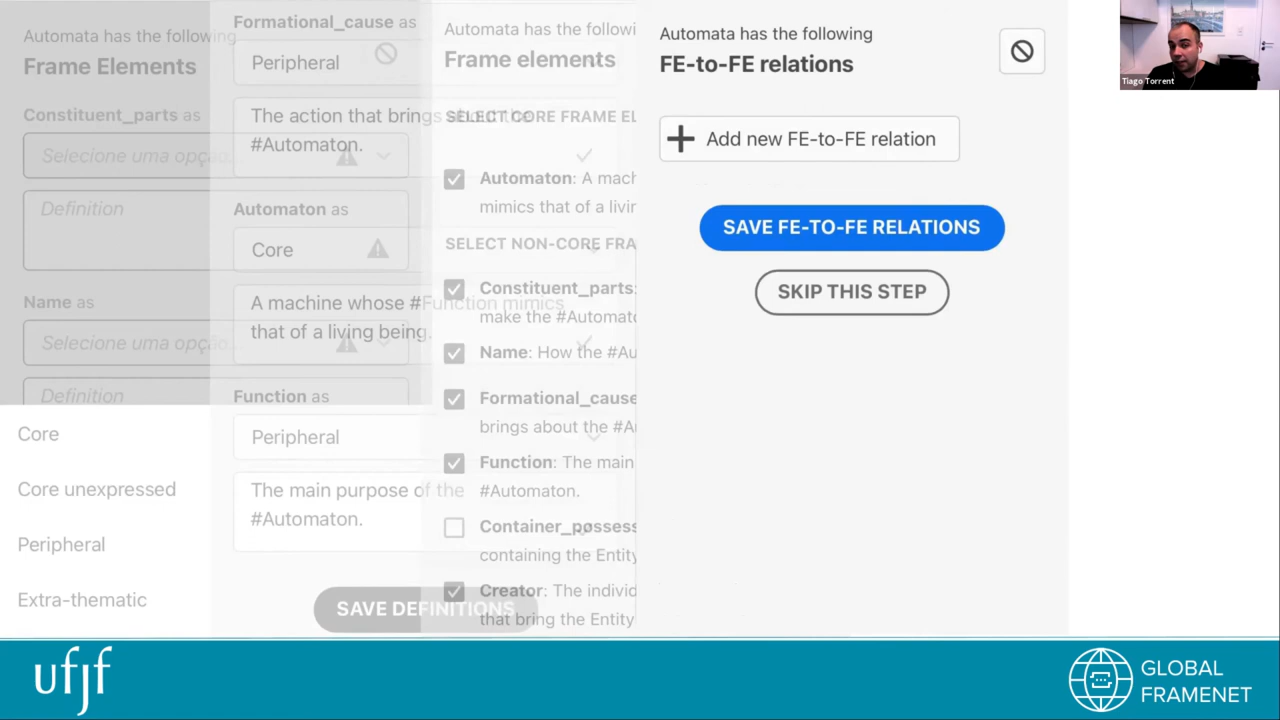 Automata has the following
Frame Elements
Constituent_parts as
Selecione uma opção...
Definition
Name as
Selecione uma opção...
Definition
Core
Core unexpressed
Peripheral
Extra-thematic
Formational_cause as
Peripheral
The action that brings about the
#Automaton.
Automaton as
Core
A machine whose #Function mimics
that of a living being.
Function as
Peripheral
The main purpose of the
#Automaton.
SAVE DEFINITIONS
Automata has the followi
Frame elements
SELECT CORE FRAME EL
Automaton: A mach
mimics that of a livin
SELECT NON-CORE FRA
Constituent_parts:
make the #Automato
Name: How the #Au
Formational_cause
brings about the #A
Function: The main
#Automaton.
Container_possess
containing the Entity
Creator: The individ
that bring the Entity
Automata has the following
FE-to-FE relations
Add new FE-to-FE relation
SAVE FE-TO-FE RELATIONS
SKIP THIS STEP
Tiago Torrent
ufjf
GLOBAL
FRAMENET